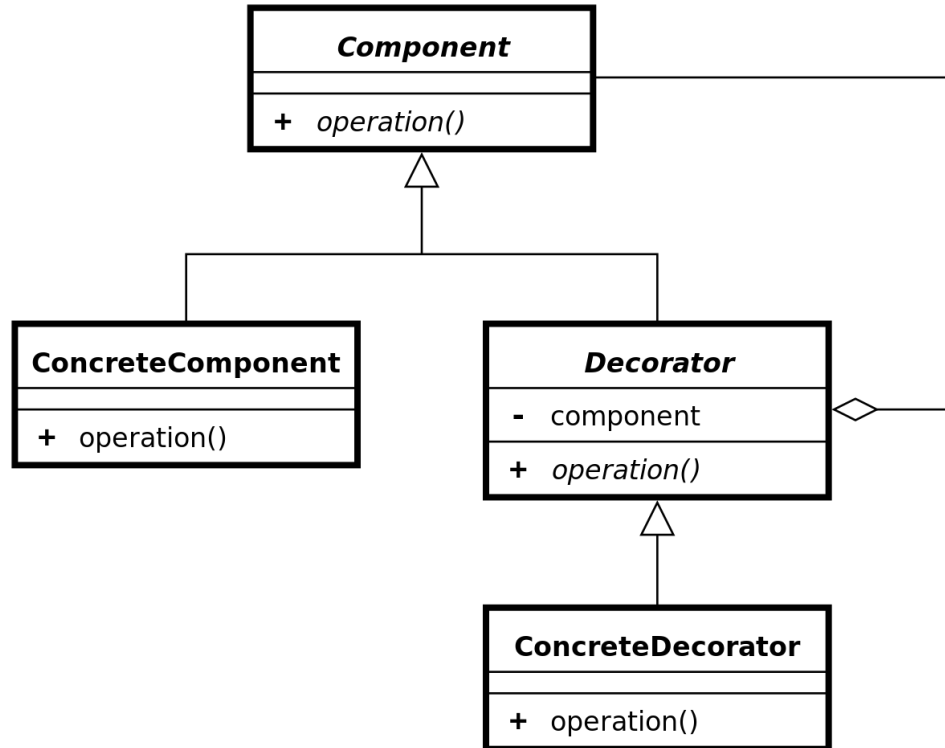 Component
+ operation()
ConcreteComponent
+ operation()
Decorator
- component
+ operation()
ConcreteDecorator
+ operation()